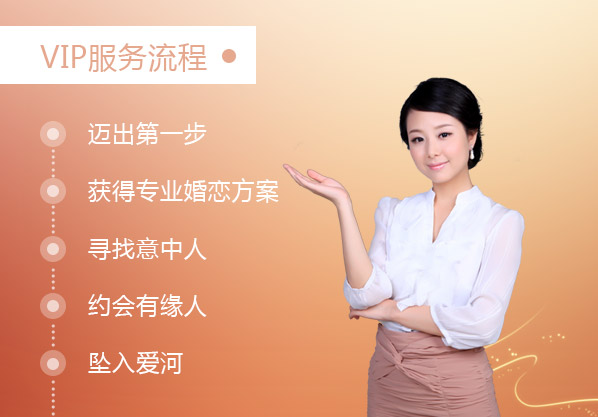 VIP服务流程
迈出第一步
获得专业婚恋方案
寻找意中人
约会有缘人
坠入爱河